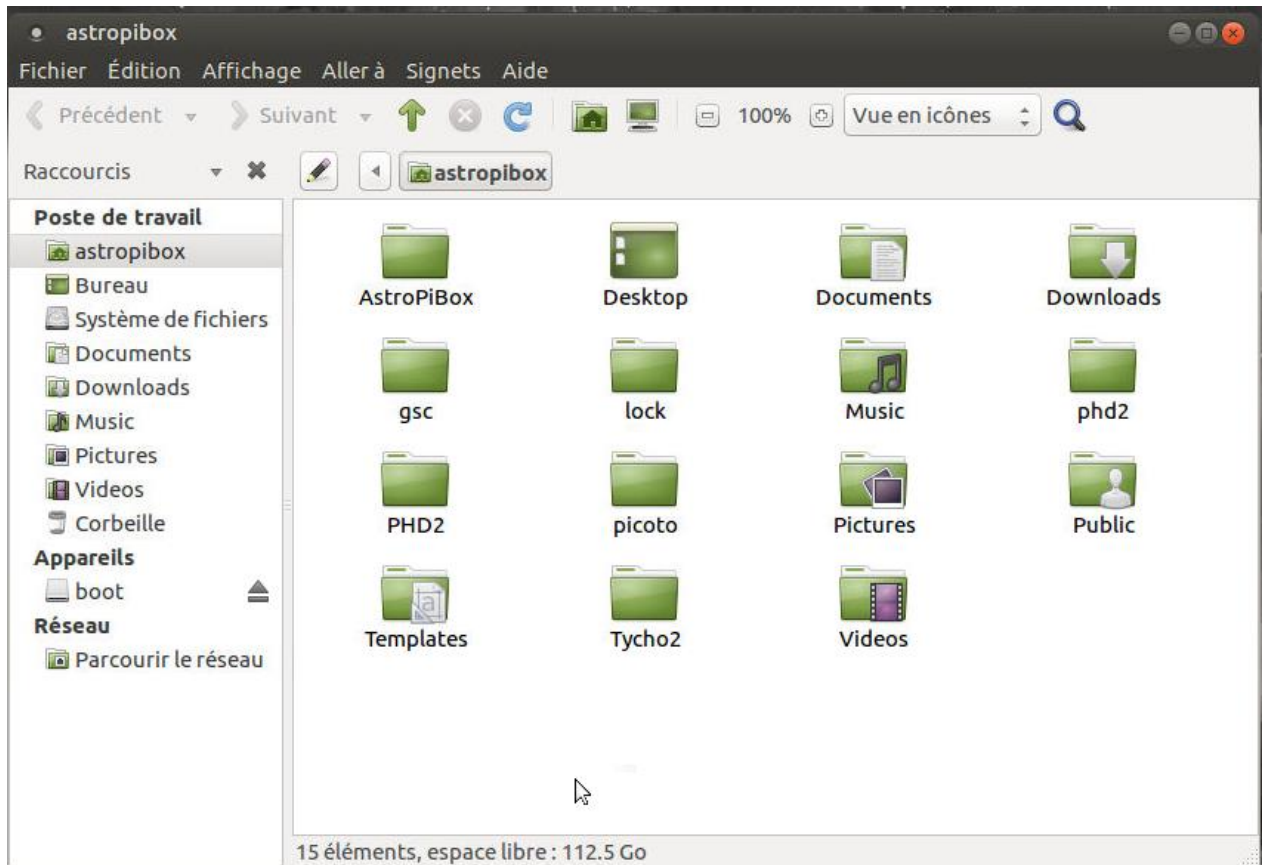 astropibox
Fichier Édition Affichage Aller à Signets Aide
Précédent Suivant 100% Vue en icônes
Raccourcis
astropibox
Poste de travail
astropibox
Bureau
Système de fichiers
Documents
Downloads
Music
Pictures
Videos
Corbeille
Appareils
boot
Réseau
Parcourir le réseau
AstroPiBox Desktop Documents Downloads
gsc lock Music phd2
PHD2 picoto Pictures Public
Templates Tycho2 Videos
15 éléments, espace libre : 112.5 Go